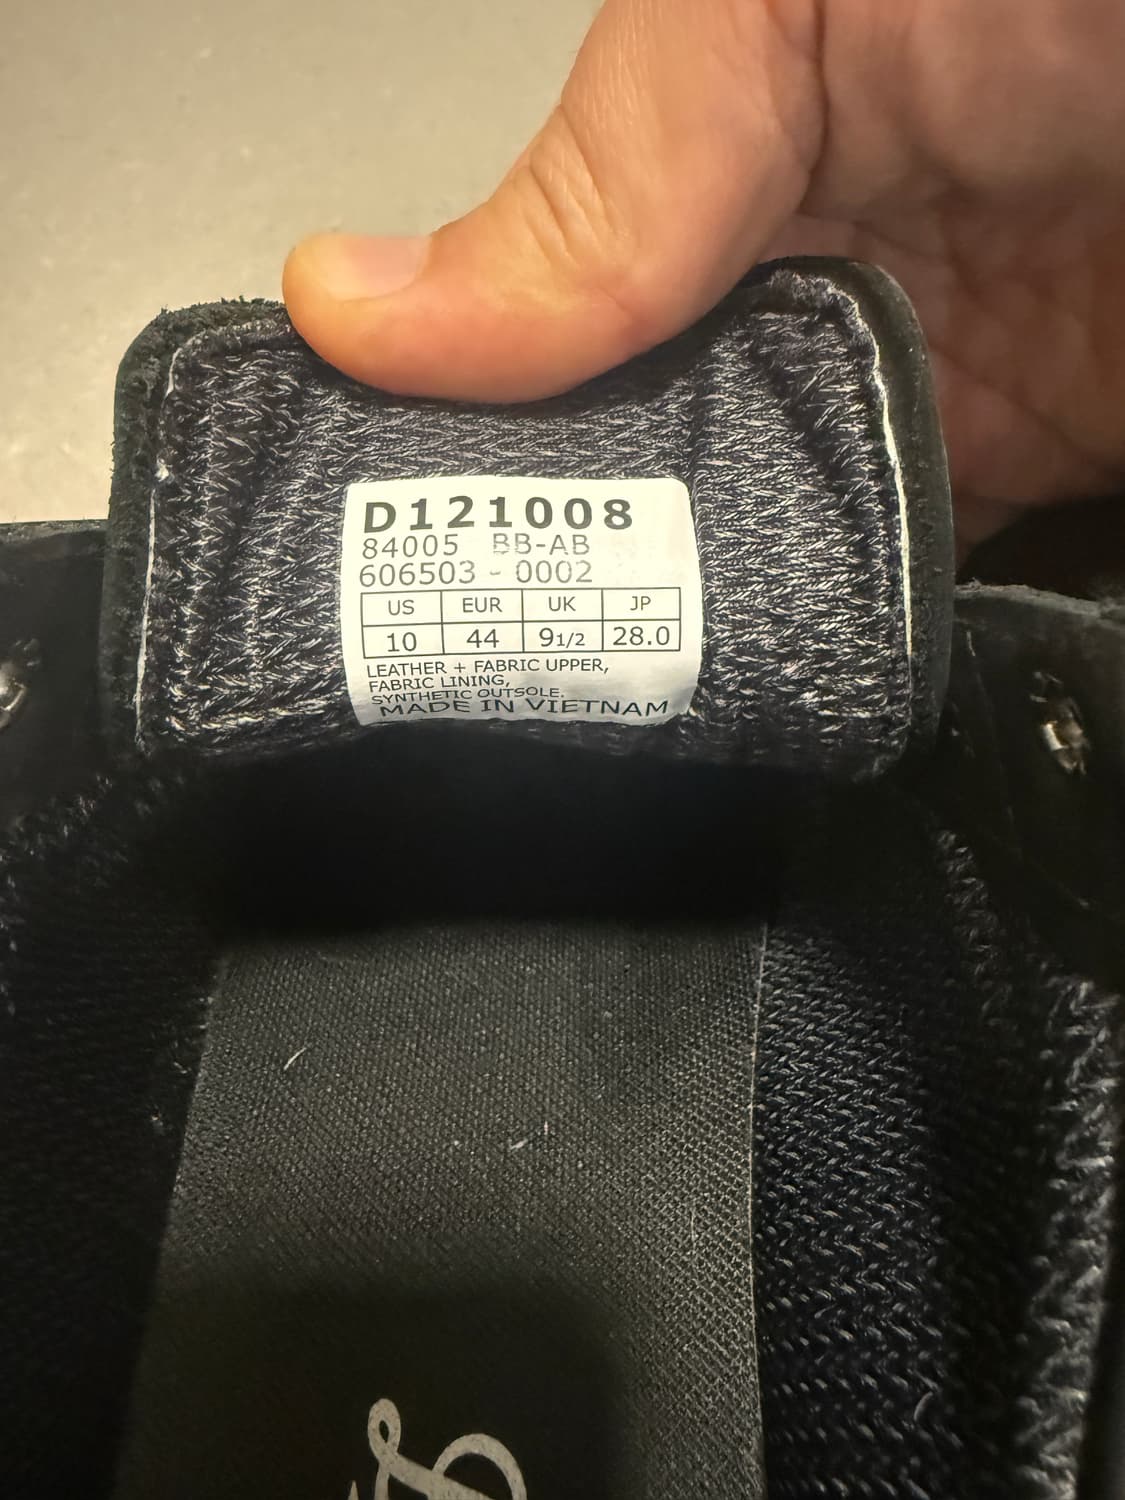 D121008
84005 BB-AB
606503 - 0002
US EUR UK JP
10 44 9 1/2 28.0
LEATHER + FABRIC UPPER,
FABRIC LINING,
SYNTHETIC OUTSOLE.
MADE IN VIETNAM